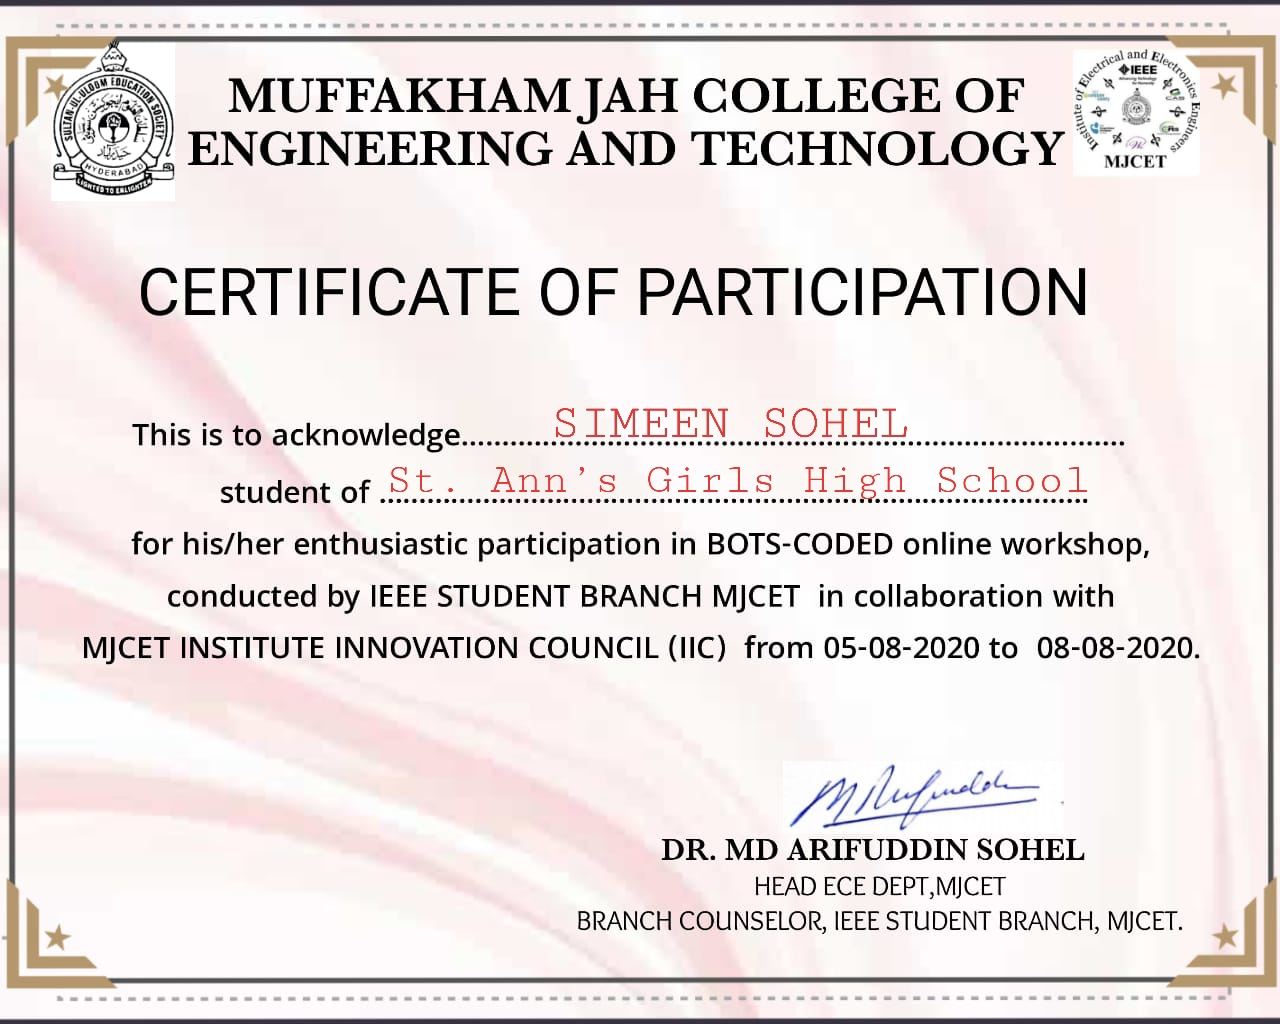 MUFFAKHAM JAH COLLEGE OF
ENGINEERING AND TECHNOLOGY
SULTAN-UL-ULOOM EDUCATION SOCIETY
HYDERABAD
LIGHTED TO ENLIGHTEN
Institute of Electrical and Electronics Engineers
IEEE
MJCET
CERTIFICATE OF PARTICIPATION
This is to acknowledge SIMEEN SOHEL
student of St. Ann's Girls High School
for his/her enthusiastic participation in BOTS-CODED online workshop,
conducted by IEEE STUDENT BRANCH MJCET in collaboration with
MJCET INSTITUTE INNOVATION COUNCIL (IIC) from 05-08-2020 to 08-08-2020.
DR. MD ARIFUDDIN SOHEL
HEAD ECE DEPT,MJCET
BRANCH COUNSELOR, IEEE STUDENT BRANCH, MJCET.